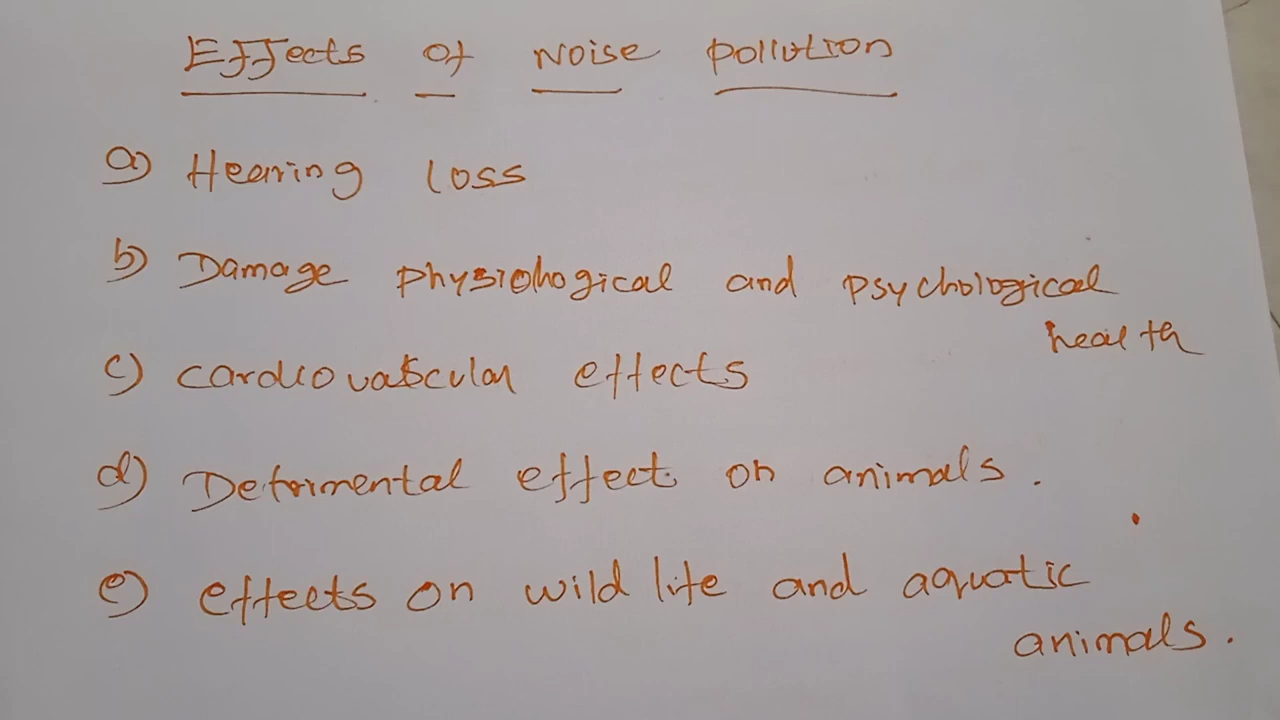 Effects of Noise pollution
a) Hearing loss
b) Damage physiological and psychological
health
c) cardiovascular effects
d) Detrimental effect on animals.
e) effects on wild life and aquatic
animals.